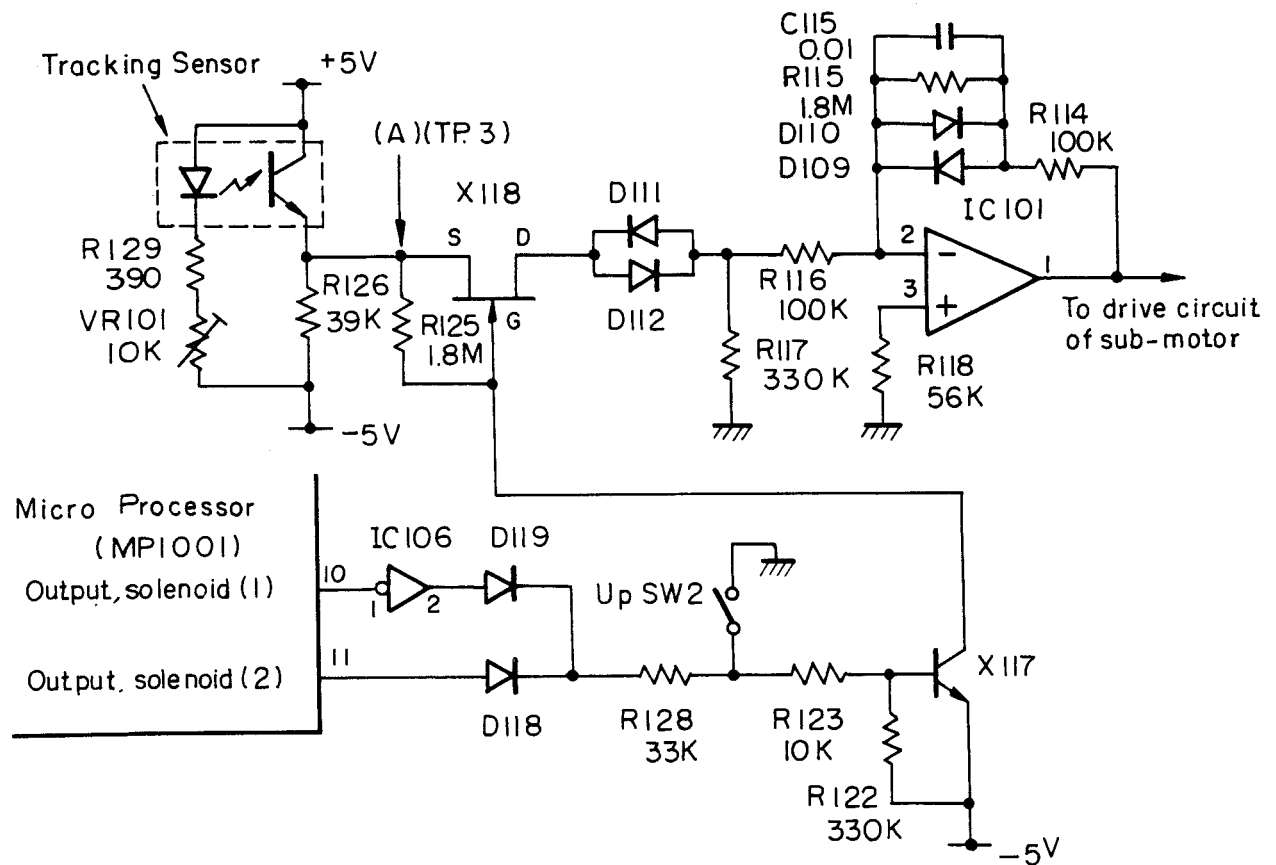 Tracking Sensor
+5V
(A)(TP. 3)
C115
0.01
R115
1.8M
D110
D109
R114
100K
X118
D111
IC101
S
D
G
R129
390
VR101
10K
R126
39K
R125
1.8M
D112
R116
100K
R117
330K
2
3
1
−
+
R118
56K
To drive circuit
of sub-motor
−5V
Micro Processor
(MP1001)
Output, solenoid (1)
10
IC106
1
2
D119
Up SW2
Output, solenoid (2)
11
D118
R128
33K
R123
10K
X117
R122
330K
−5V